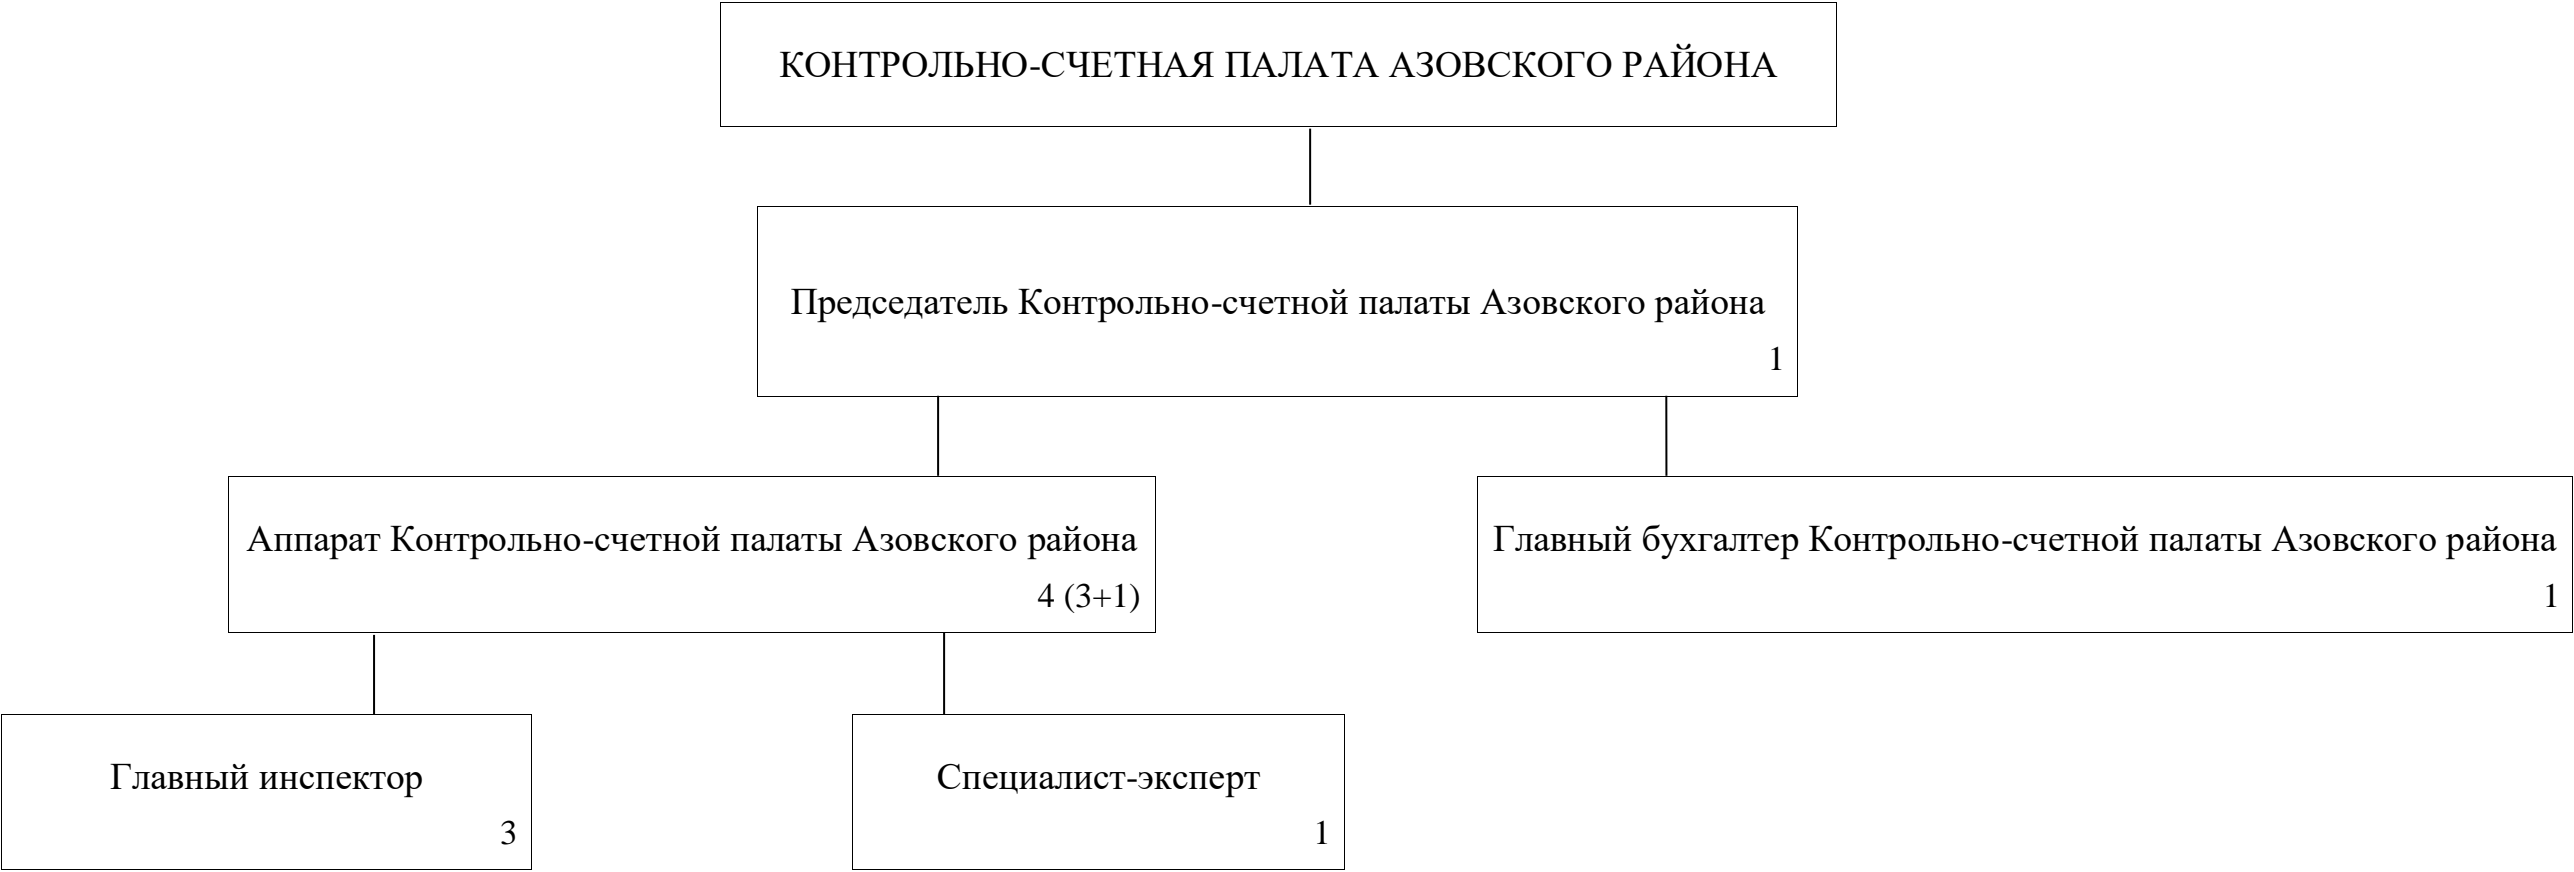 КОНТРОЛЬНО-СЧЕТНАЯ ПАЛАТА АЗОВСКОГО РАЙОНА
Председатель Контрольно-счетной палаты Азовского района
1
Аппарат Контрольно-счетной палаты Азовского района
4 (3+1)
Главный бухгалтер Контрольно-счетной палаты Азовского района
1
Главный инспектор
3
Специалист-эксперт
1